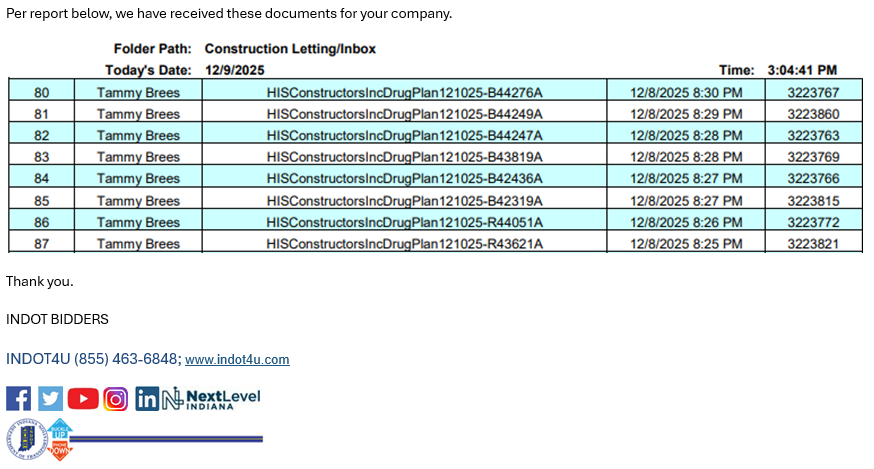 Per report below, we have received these documents for your company.
Folder Path: Construction Letting/Inbox
Today's Date: 12/9/2025 Time: 3:04:41 PM
80 Tammy Brees HISConstructorsIncDrugPlan121025-B44276A 12/8/2025 8:30 PM 3223767
81 Tammy Brees HISConstructorsIncDrugPlan121025-B44249A 12/8/2025 8:29 PM 3223860
82 Tammy Brees HISConstructorsIncDrugPlan121025-B44247A 12/8/2025 8:28 PM 3223763
83 Tammy Brees HISConstructorsIncDrugPlan121025-B43819A 12/8/2025 8:28 PM 3223769
84 Tammy Brees HISConstructorsIncDrugPlan121025-B42436A 12/8/2025 8:27 PM 3223766
85 Tammy Brees HISConstructorsIncDrugPlan121025-B42319A 12/8/2025 8:27 PM 3223815
86 Tammy Brees HISConstructorsIncDrugPlan121025-R44051A 12/8/2025 8:26 PM 3223772
87 Tammy Brees HISConstructorsIncDrugPlan121025-R43621A 12/8/2025 8:25 PM 3223821
Thank you.
INDOT BIDDERS
INDOT4U (855) 463-6848; www.indot4u.com
NextLevel
INDIANA
BUCKLE
UP
PHONE
DOWN